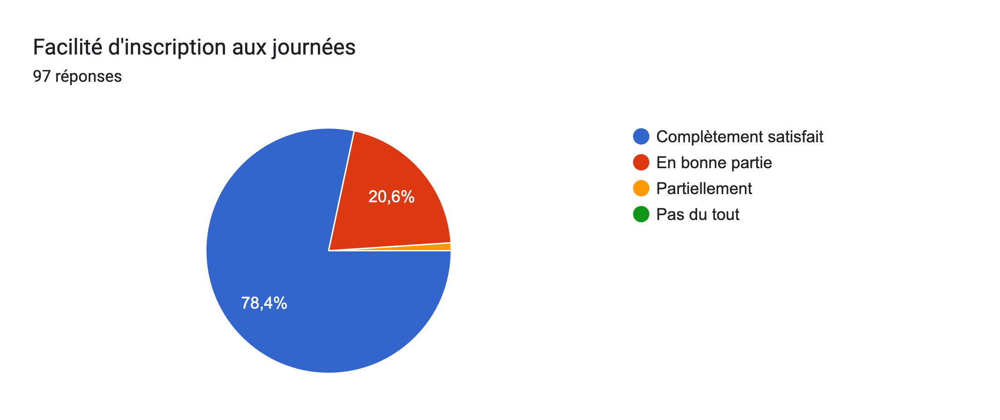 Facilité d'inscription aux journées
97 réponses
Complètement satisfait
En bonne partie
Partiellement
Pas du tout
20,6%
78,4%